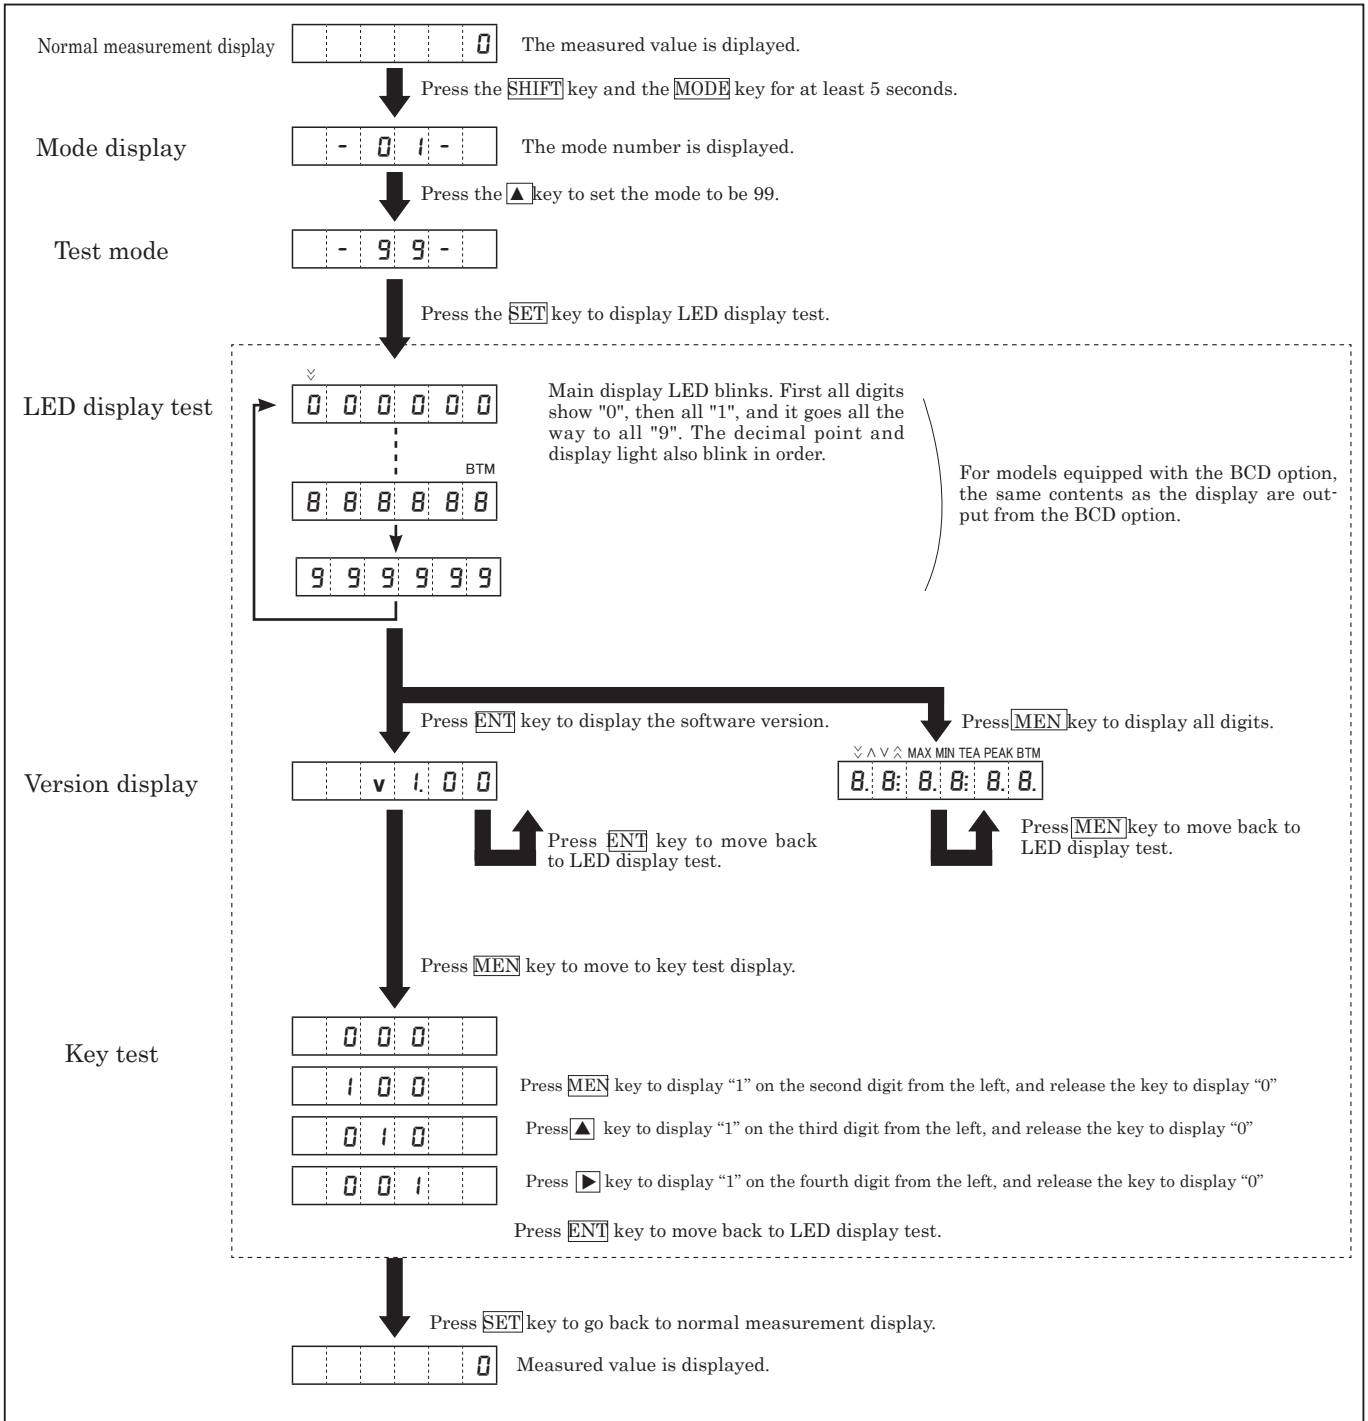 Normal measurement display
0
The measured value is diplayed.
Press the SHIFT key and the MODE key for at least 5 seconds.
Mode display
- 0 1 -
The mode number is displayed.
Press the ▲ key to set the mode to be 99.
Test mode
- 9 9 -
Press the SET key to display LED display test.
LED display test
0 0 0 0 0 0
Main display LED blinks. First all digits
show "0", then all "1", and it goes all the
way to all "9". The decimal point and
display light also blink in order.
BTM
8 8 8 8 8 8
9 9 9 9 9 9
For models equipped with the BCD option,
the same contents as the display are out-
put from the BCD option.
Press ENT key to display the software version.
Press MEN key to display all digits.
MAX MIN TEA PEAK BTM
Version display
v 1. 0 0
8. 8: 8. 8: 8. 8.
Press ENT key to move back
to LED display test.
Press MEN key to move back to
LED display test.
Press MEN key to move to key test display.
Key test
0 0 0
1 0 0
Press MEN key to display “1” on the second digit from the left, and release the key to display “0”
0 1 0
Press ▲ key to display “1” on the third digit from the left, and release the key to display “0”
0 0 1
Press ▶ key to display “1” on the fourth digit from the left, and release the key to display “0”
Press ENT key to move back to LED display test.
Press SET key to go back to normal measurement display.
0
Measured value is displayed.